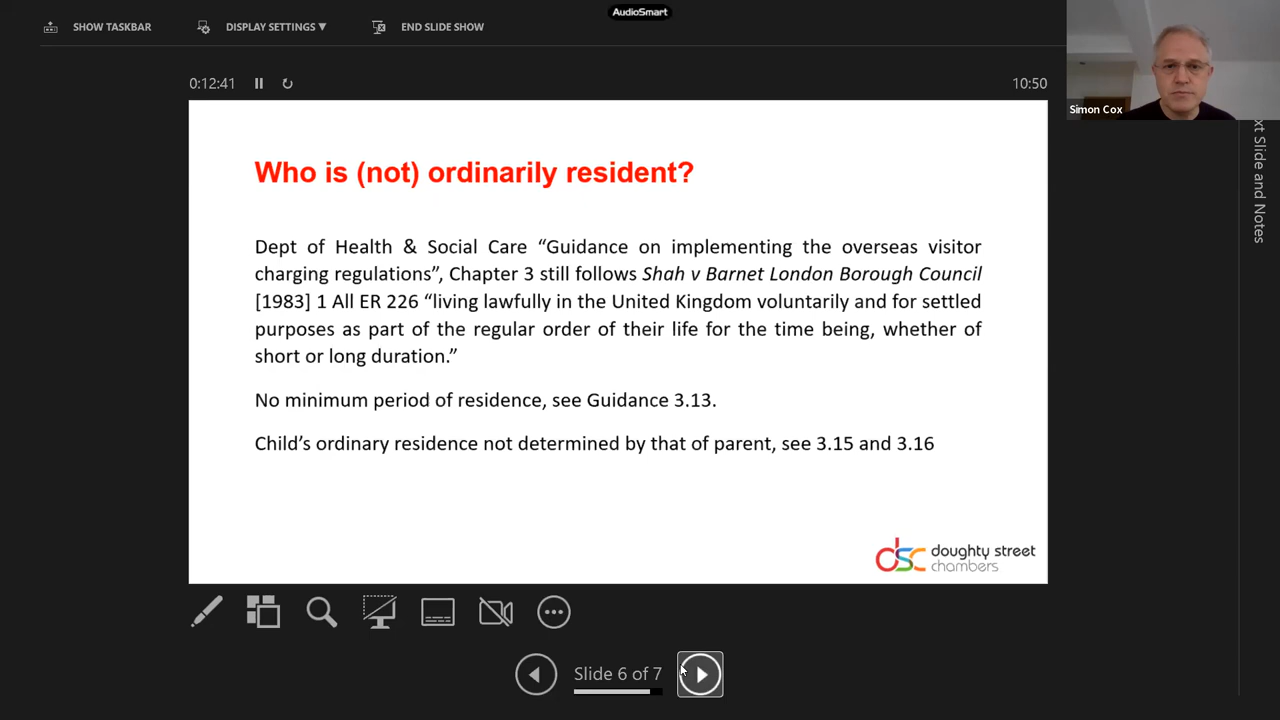 AudioSmart
SHOW TASKBAR
DISPLAY SETTINGS ▼
END SLIDE SHOW
0:12:41
10:50
Simon Cox
Who is (not) ordinarily resident?
Dept of Health & Social Care “Guidance on implementing the overseas visitor
charging regulations”, Chapter 3 still follows Shah v Barnet London Borough Council
[1983] 1 All ER 226 “living lawfully in the United Kingdom voluntarily and for settled
purposes as part of the regular order of their life for the time being, whether of
short or long duration.”
No minimum period of residence, see Guidance 3.13.
Child’s ordinary residence not determined by that of parent, see 3.15 and 3.16
dsc doughty street
chambers
Slide 6 of 7
xt Slide and Notes